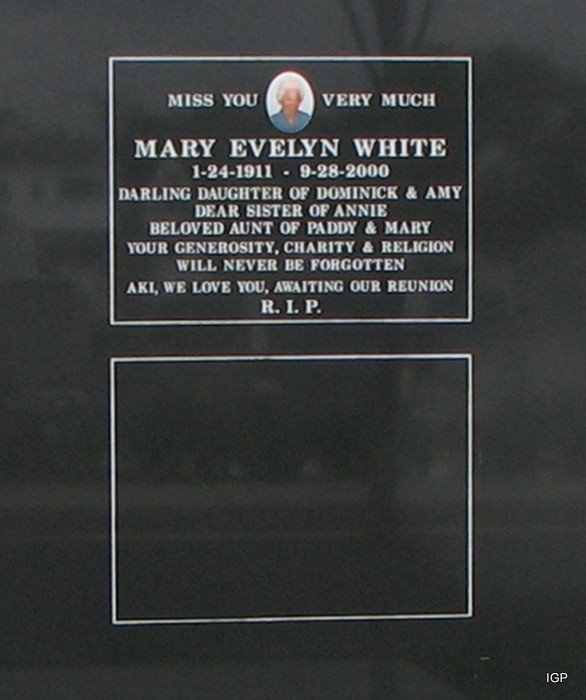 MISS YOU VERY MUCH
MARY EVELYN WHITE
1-24-1911 - 9-28-2000
DARLING DAUGHTER OF DOMINICK & AMY
DEAR SISTER OF ANNIE
BELOVED AUNT OF PADDY & MARY
YOUR GENEROSITY, CHARITY & RELIGION
WILL NEVER BE FORGOTTEN
AKI, WE LOVE YOU, AWAITING OUR REUNION
R. I. P.
IGP